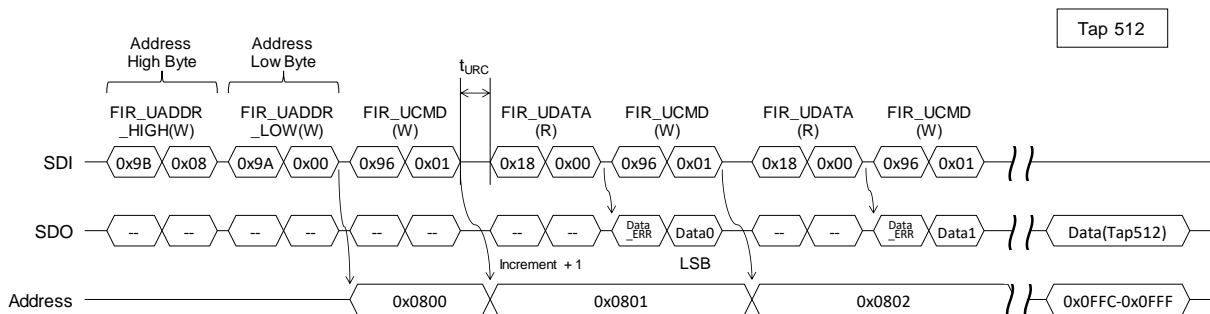 Tap 512
Address
High Byte
Address
Low Byte
tURC
FIR_UADDR
_HIGH(W)
FIR_UADDR
_LOW(W)
FIR_UCMD
(W)
FIR_UDATA
(R)
FIR_UCMD
(W)
FIR_UDATA
(R)
FIR_UCMD
(W)
SDI 0x9B 0x08 0x9A 0x00 0x96 0x01 0x18 0x00 0x96 0x01 0x18 0x00 0x96 0x01
SDO -- -- -- -- -- -- -- -- Data _ERR Data0 -- -- Data _ERR Data1 Data(Tap512)
Increment + 1 LSB
Address 0x0800 0x0801 0x0802 0x0FFC-0x0FFF